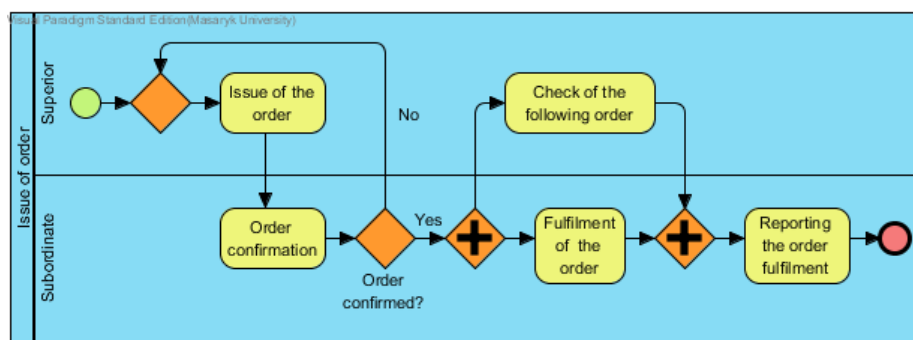 Visual Paradigm Standard Edition(Masaryk University)
Issue of order
Superior
Issue of the
order
No
Check of the
following order
Subordinate
Order
confirmation
Order
confirmed?
Yes
Fulfilment
of the
order
Reporting
the order
fulfilment